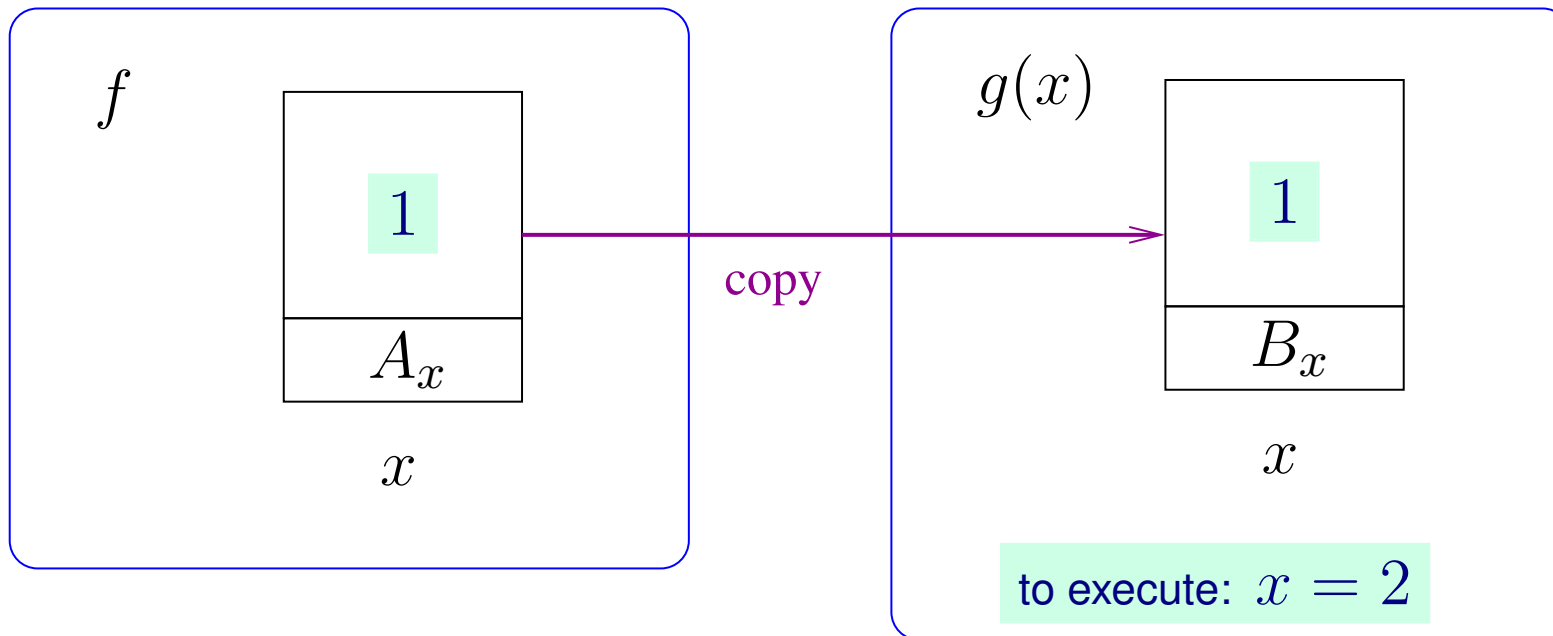 f
1
A_x
x
copy
g(x)
1
B_x
x
to execute: x = 2